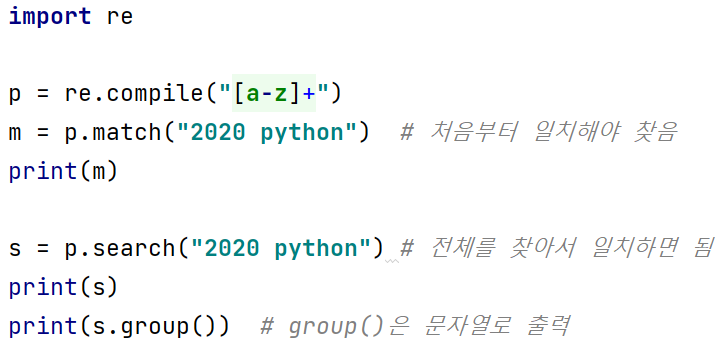 import re
p = re.compile("[a-z]+")
m = p.match("2020 python")  # 처음부터 일치해야 찾음
print(m)
s = p.search("2020 python") # 전체를 찾아서 일치하면 됨
print(s)
print(s.group())  # group()은 문자열로 출력